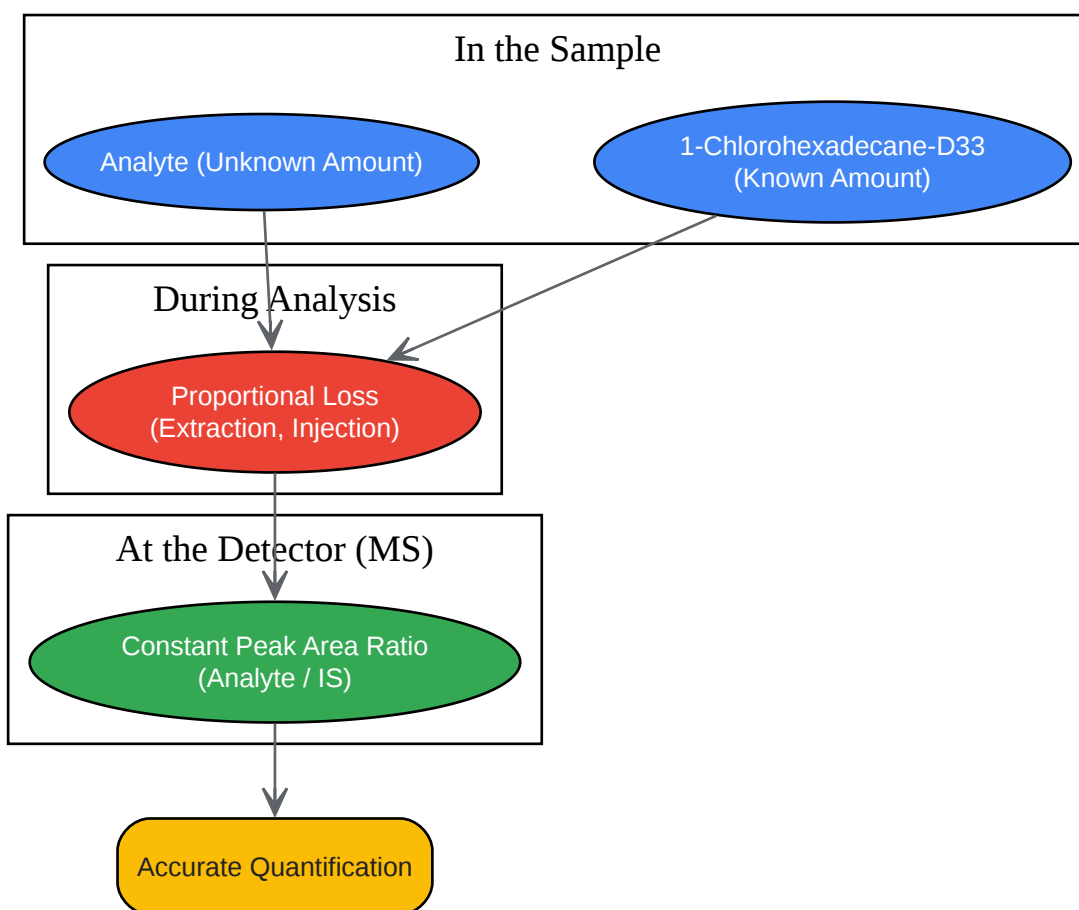 In the Sample
Analyte (Unknown Amount)
1-Chlorohexadecane-D33
(Known Amount)
During Analysis
Proportional Loss
(Extraction, Injection)
At the Detector (MS)
Constant Peak Area Ratio
(Analyte / IS)
Accurate Quantification